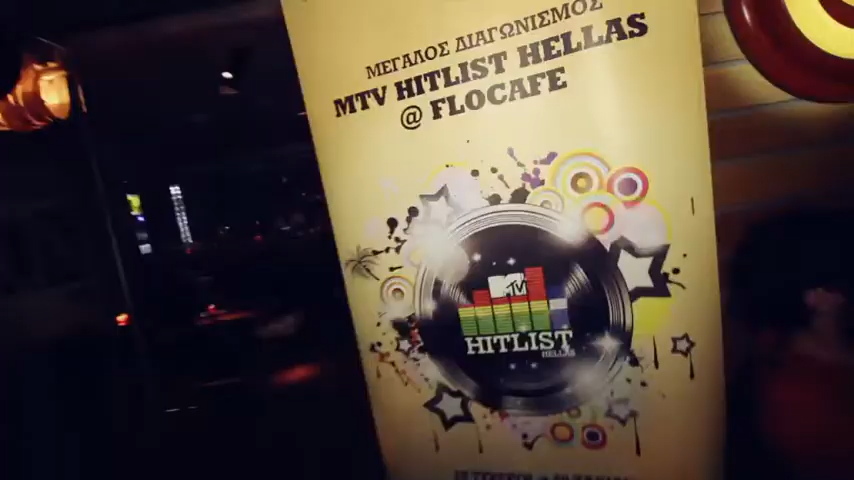 ΜΕΓΑΛΟΣ ΔΙΑΓΩΝΙΣΜΟΣ
MTV HITLIST HELLAS
@ FLOCAFE
MTV
HITLIST
HELLAS